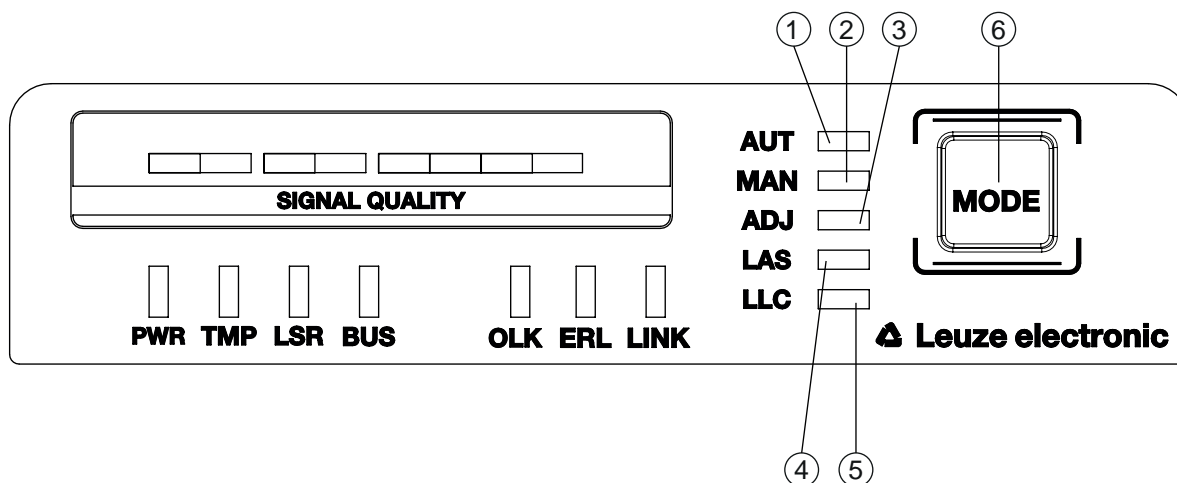 1 2 3 6
AUT
MAN
ADJ
LAS
LLC
MODE
SIGNAL QUALITY
PWR TMP LSR BUS OLK ERL LINK
Leuze electronic
4 5